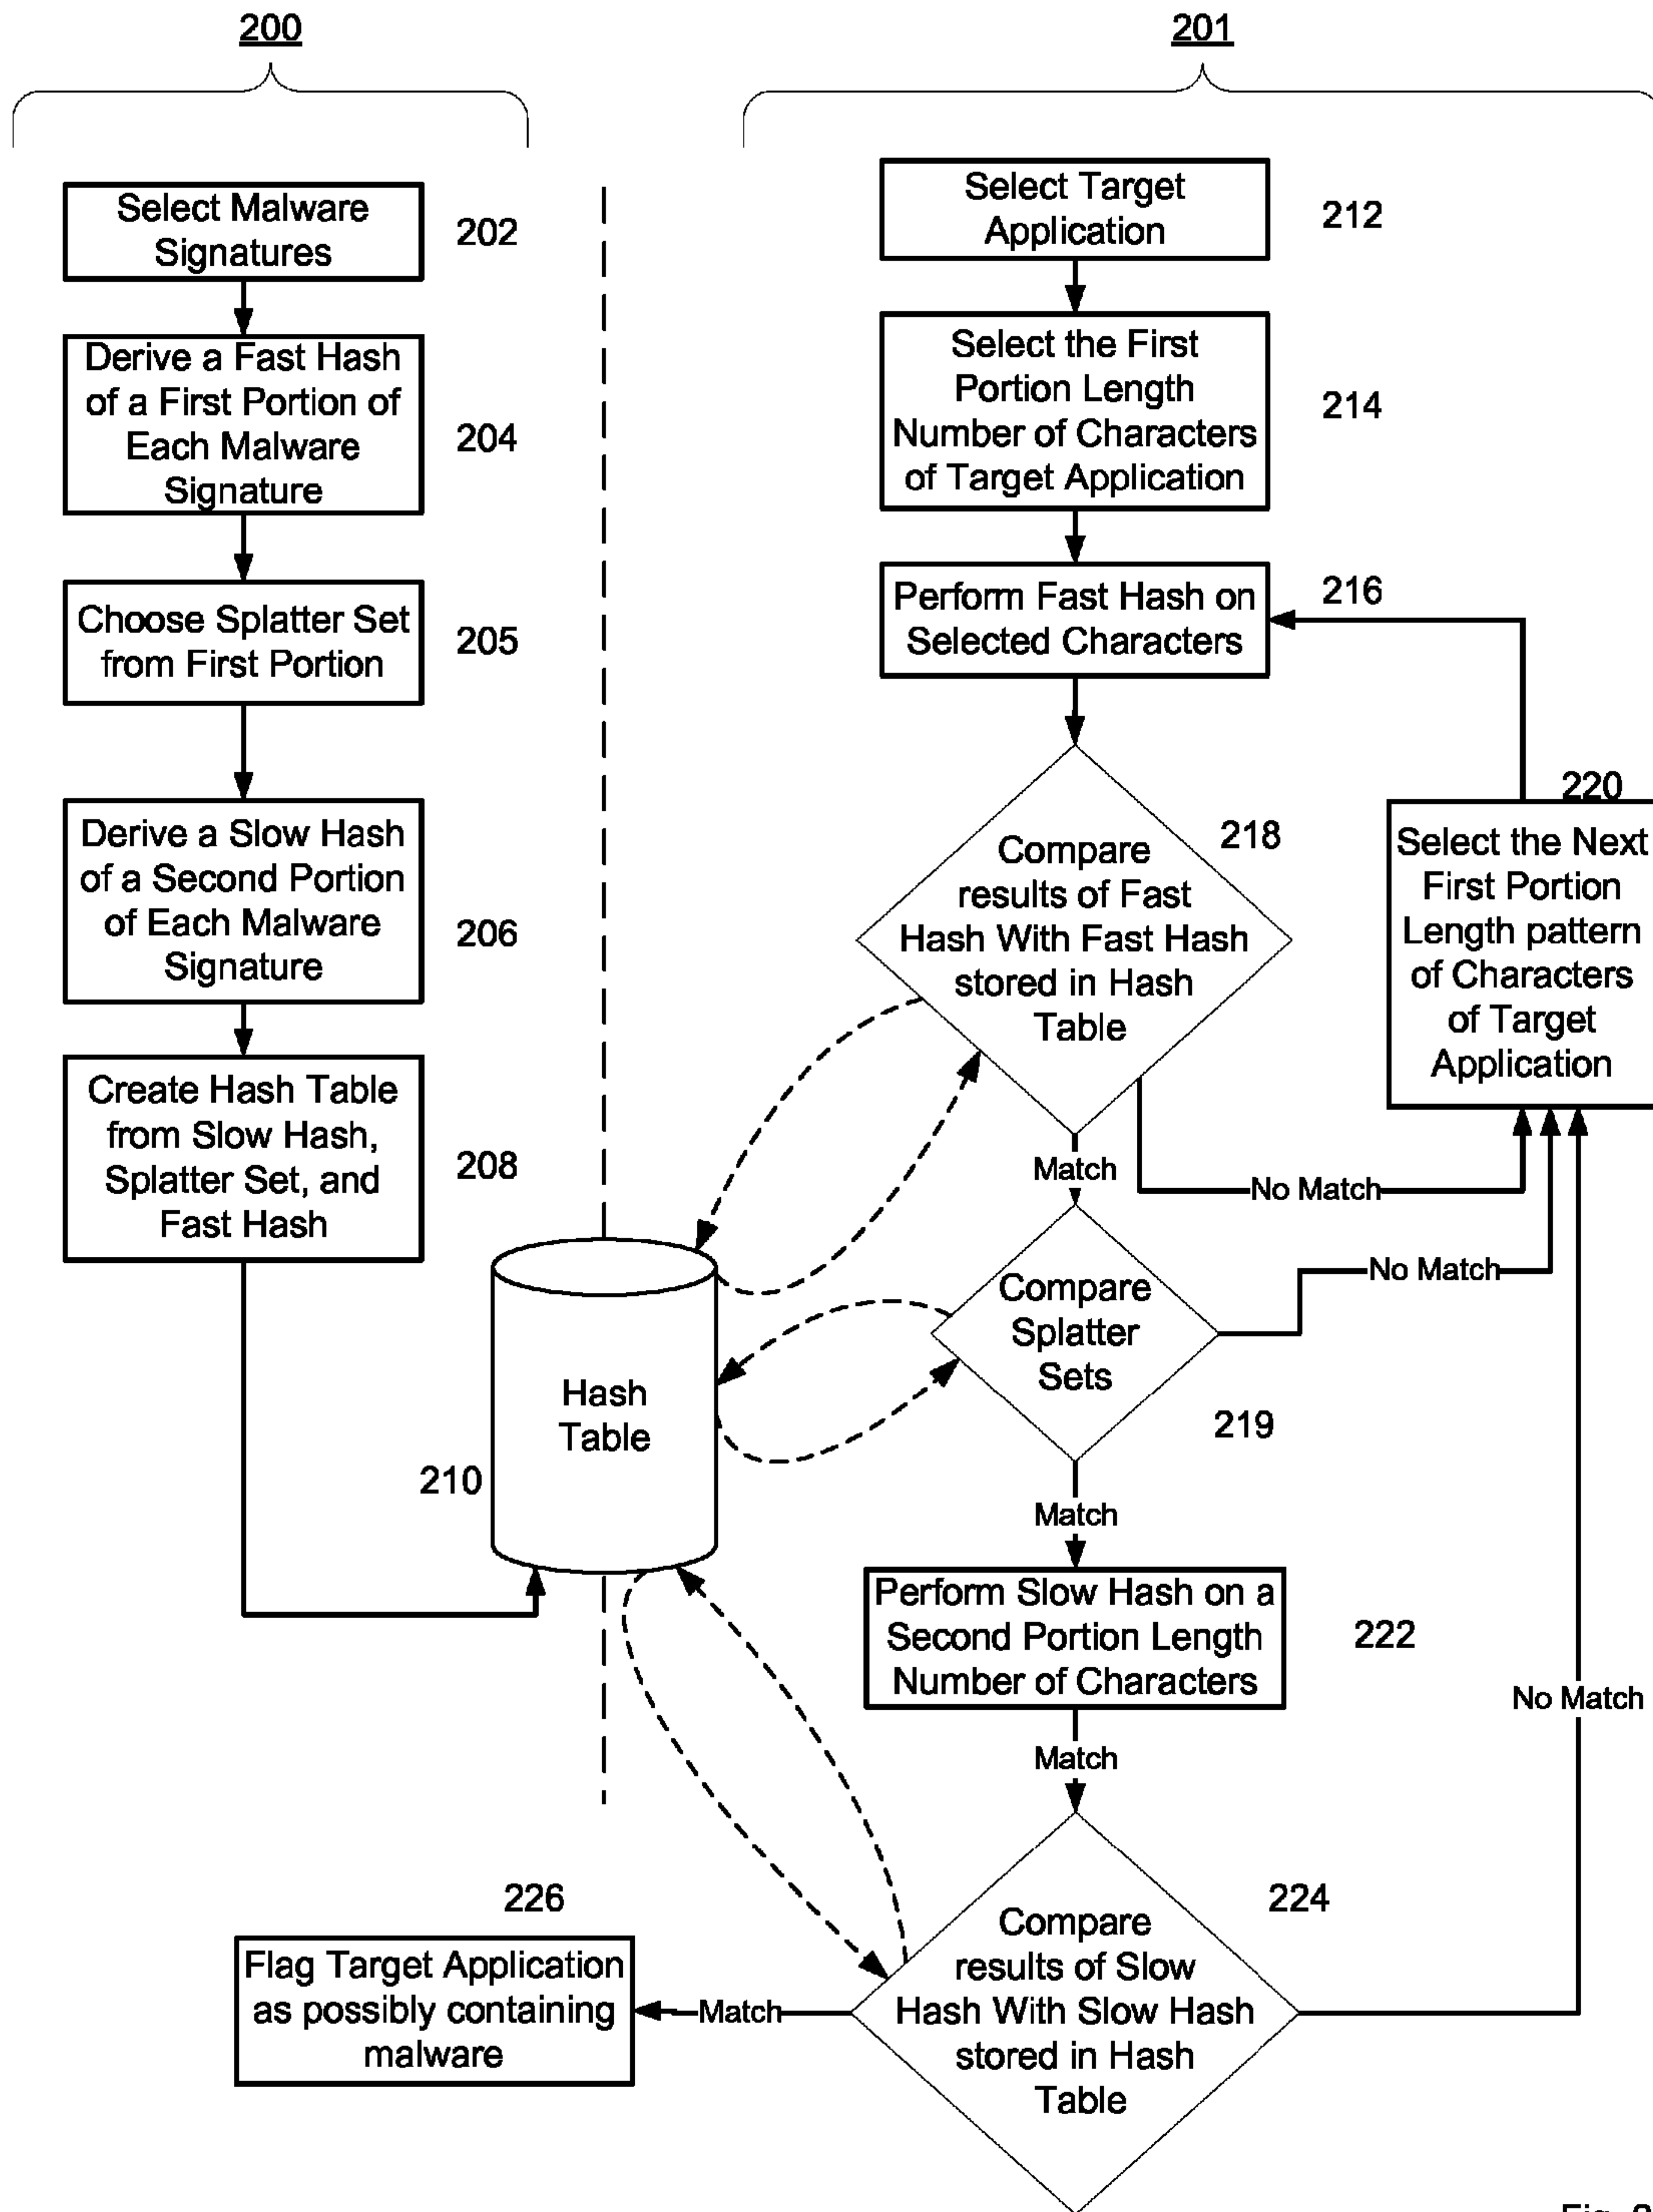 200
201
Select Malware
Signatures
202
Derive a Fast Hash
of a First Portion of
Each Malware
Signature
204
Choose Splatter Set
from First Portion
205
Derive a Slow Hash
of a Second Portion
of Each Malware
Signature
206
Create Hash Table
from Slow Hash,
Splatter Set, and
Fast Hash
208
Hash
Table
210
Select Target
Application
212
Select the First
Portion Length
Number of Characters
of Target Application
214
Perform Fast Hash on
Selected Characters
216
Compare
results of Fast
Hash With Fast Hash
stored in Hash
Table
218
220
Select the Next
First Portion
Length pattern
of Characters
of Target
Application
Match
No Match
Compare
Splatter
Sets
219
No Match
Match
Perform Slow Hash on a
Second Portion Length
Number of Characters
222
Match
No Match
Compare
results of Slow
Hash With Slow Hash
stored in Hash
Table
224
Match
226
Flag Target Application
as possibly containing
malware